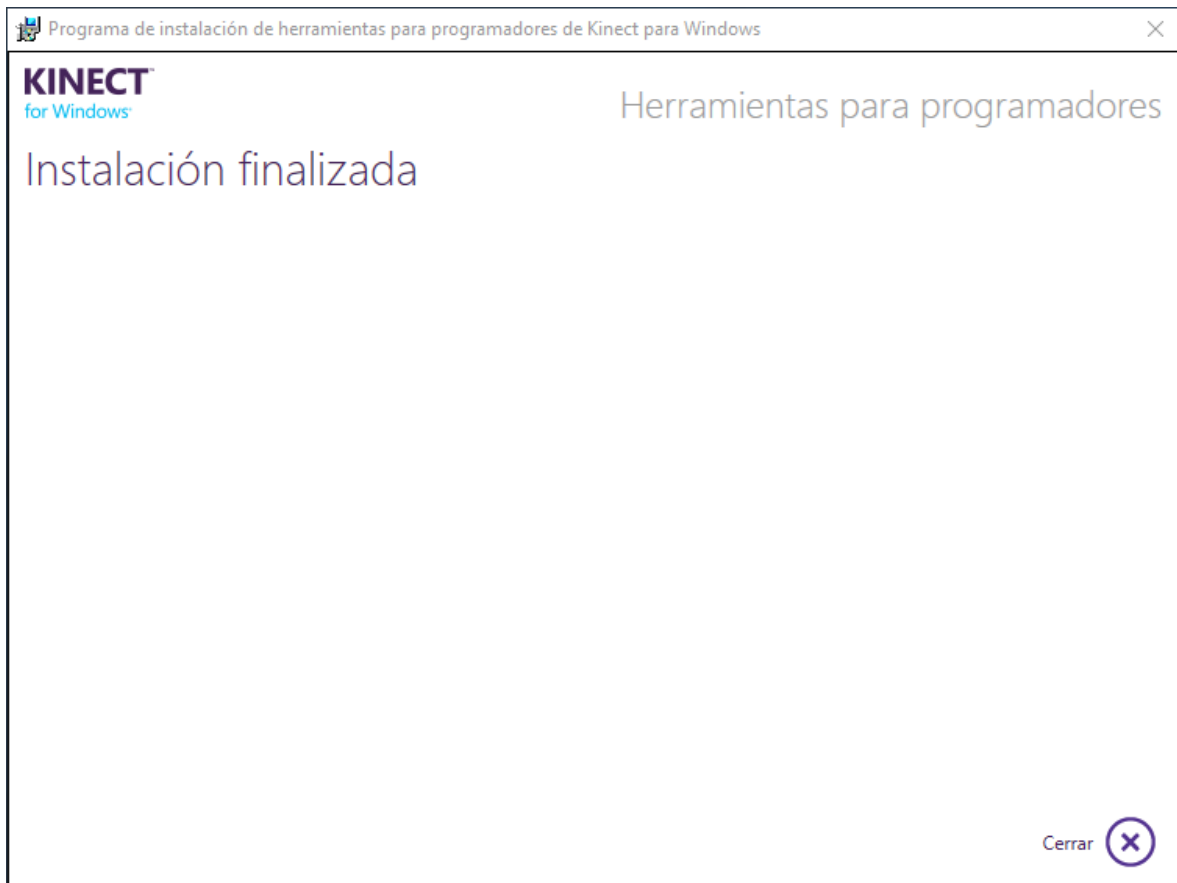 Programa de instalación de herramientas para programadores de Kinect para Windows
KINECT™
for Windows®
Herramientas para programadores
Instalación finalizada
Cerrar